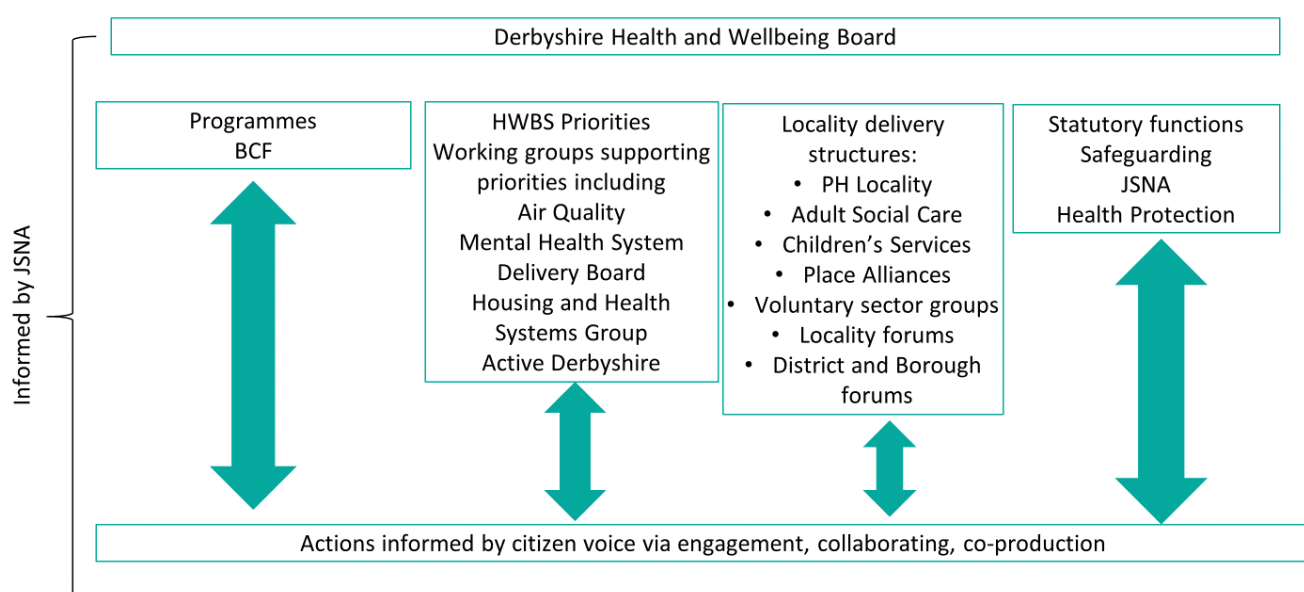 Derbyshire Health and Wellbeing Board
Informed by JSNA
Programmes
BCF
HWBS Priorities
Working groups supporting
priorities including
Air Quality
Mental Health System
Delivery Board
Housing and Health
Systems Group
Active Derbyshire
Locality delivery
structures:
• PH Locality
• Adult Social Care
• Children’s Services
• Place Alliances
• Voluntary sector groups
• Locality forums
• District and Borough
forums
Statutory functions
Safeguarding
JSNA
Health Protection
Actions informed by citizen voice via engagement, collaborating, co-production